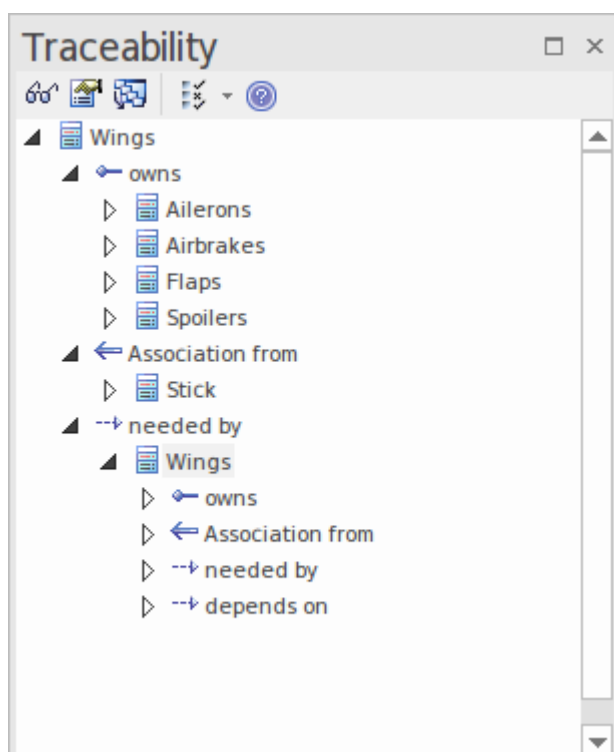 Traceability
Wings
owns
Ailerons
Airbrakes
Flaps
Spoilers
Association from
Stick
needed by
Wings
owns
Association from
needed by
depends on